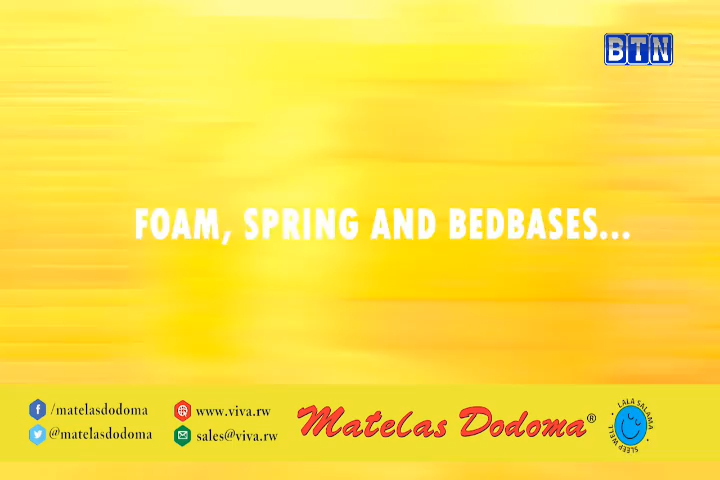 BTN
FOAM, SPRING AND BEDBASES...
/matelasdodoma
@matelasdodoma
www.viva.rw
sales@viva.rw
Matelas Dodoma®
LALA SALAMA
SLEEP WELL